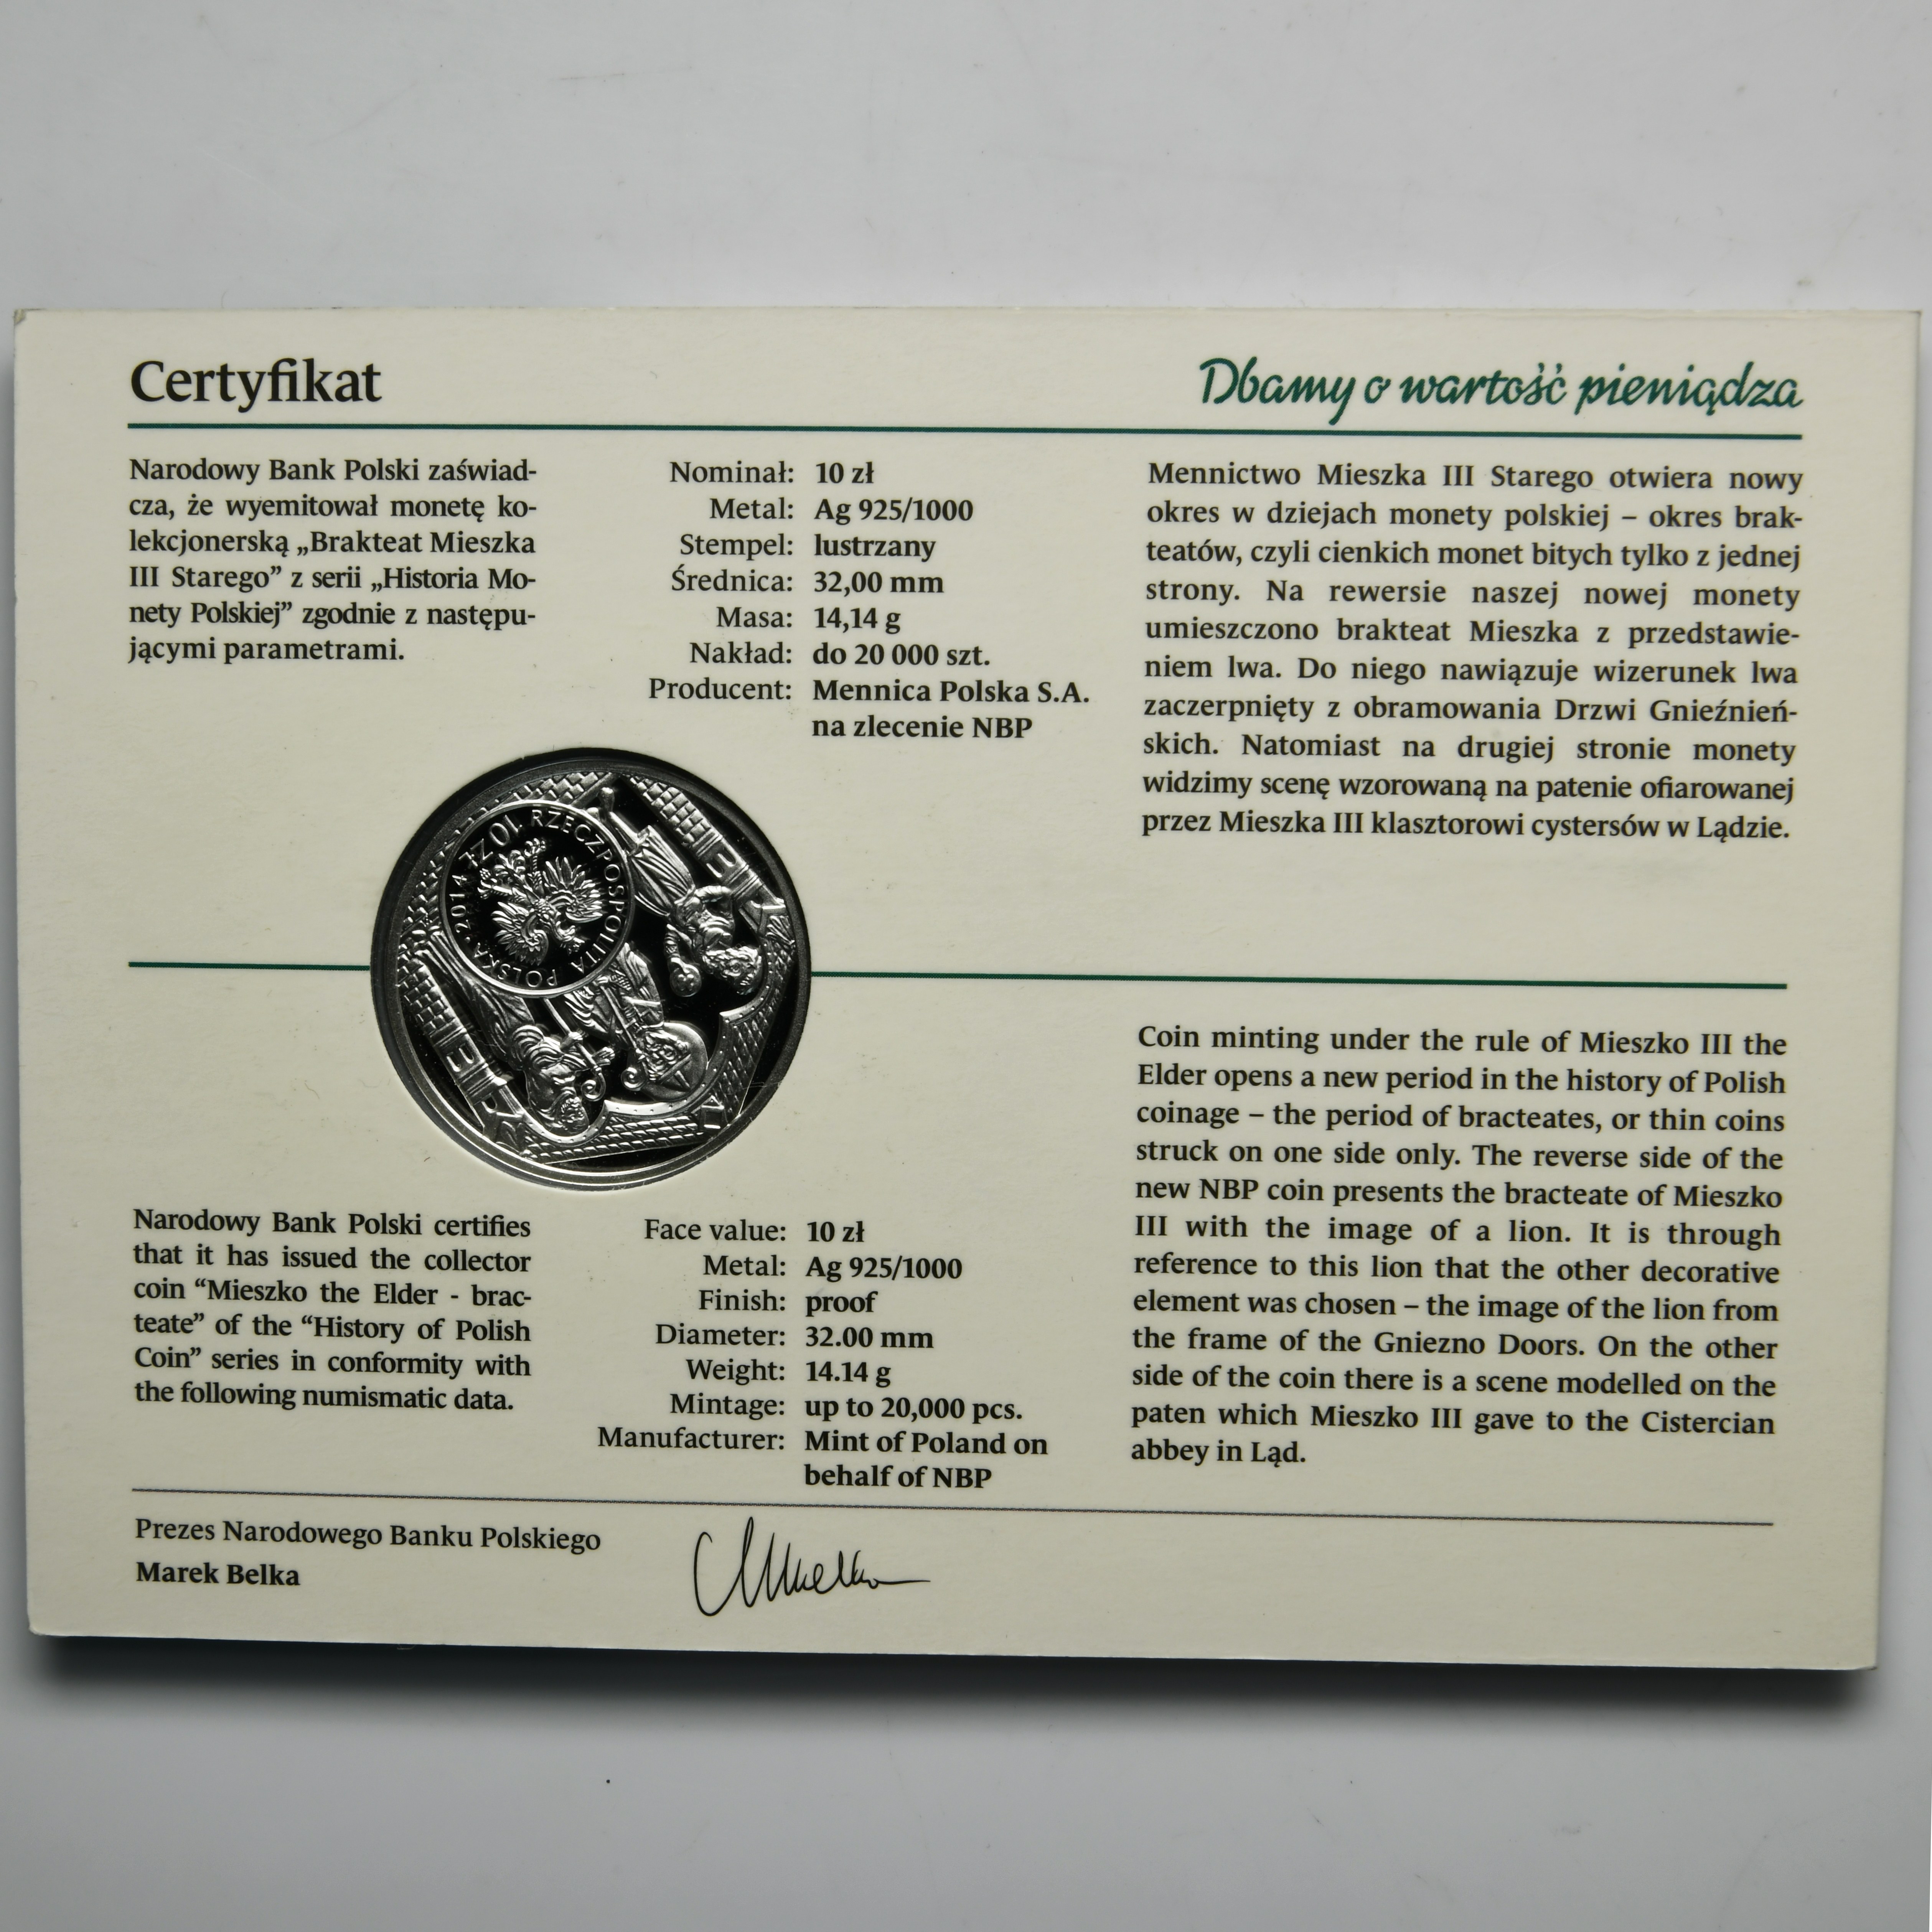 Certyfikat
Dbamy o wartość pieniądza
Narodowy Bank Polski zaświad-
cza, że wyemitował monetę ko-
lekcjonerską „Brakteat Mieszka
III Starego” z serii „Historia Mo-
nety Polskiej” zgodnie z następu-
jącymi parametrami.
Nominał: 10 zł
Metal: Ag 925/1000
Stempel: lustrzany
Średnica: 32,00 mm
Masa: 14,14 g
Nakład: do 20 000 szt.
Producent: Mennica Polska S.A.
na zlecenie NBP
Mennictwo Mieszka III Starego otwiera nowy
okres w dziejach monety polskiej – okres brak-
teatów, czyli cienkich monet bitych tylko z jednej
strony. Na rewersie naszej nowej monety
umieszczono brakteat Mieszka z przedstawie-
niem lwa. Do niego nawiązuje wizerunek lwa
zaczerpnięty z obramowania Drzwi Gnieźnień-
skich. Natomiast na drugiej stronie monety
widzimy scenę wzorowaną na patenie ofiarowanej
przez Mieszka III klasztorowi cystersów w Lądzie.
RZECZPOSPOLITA POLSKA · 2014 · 10 ZŁ ·
Narodowy Bank Polski certifies
that it has issued the collector
coin “Mieszko the Elder - brac-
teate” of the “History of Polish
Coin” series in conformity with
the following numismatic data.
Face value: 10 zł
Metal: Ag 925/1000
Finish: proof
Diameter: 32.00 mm
Weight: 14.14 g
Mintage: up to 20,000 pcs.
Manufacturer: Mint of Poland on
behalf of NBP
Coin minting under the rule of Mieszko III the
Elder opens a new period in the history of Polish
coinage – the period of bracteates, or thin coins
struck on one side only. The reverse side of the
new NBP coin presents the bracteate of Mieszko
III with the image of a lion. It is through
reference to this lion that the other decorative
element was chosen – the image of the lion from
the frame of the Gniezno Doors. On the other
side of the coin there is a scene modelled on the
paten which Mieszko III gave to the Cistercian
abbey in Ląd.
Prezes Narodowego Banku Polskiego
Marek Belka